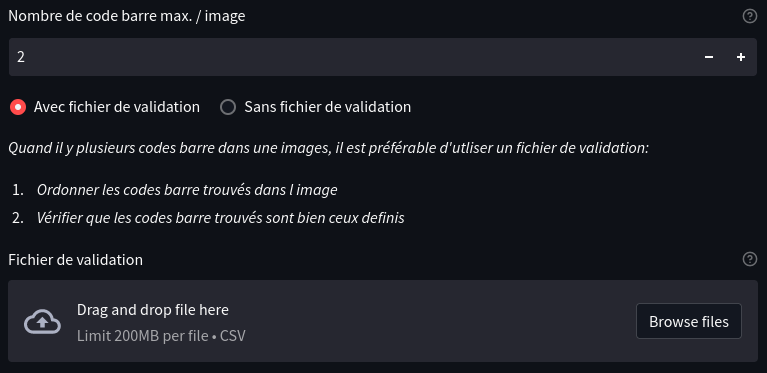 Nombre de code barre max. / image
2
Avec fichier de validation Sans fichier de validation
Quand il y plusieurs codes barre dans une images, il est préférable d'utliser un fichier de validation:
1. Ordonner les codes barre trouvés dans l image
2. Vérifier que les codes barre trouvés sont bien ceux definis
Fichier de validation
Drag and drop file here
Limit 200MB per file • CSV
Browse files